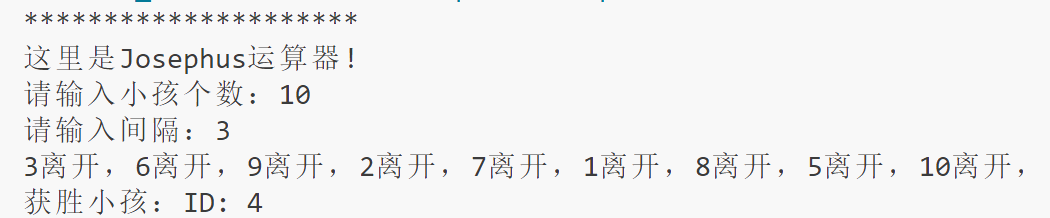 *********************
这里是Josephus运算器!
请输入小孩个数: 10
请输入间隔: 3
3离开, 6离开, 9离开, 2离开, 7离开, 1离开, 8离开, 5离开, 10离开,
获胜小孩: ID: 4